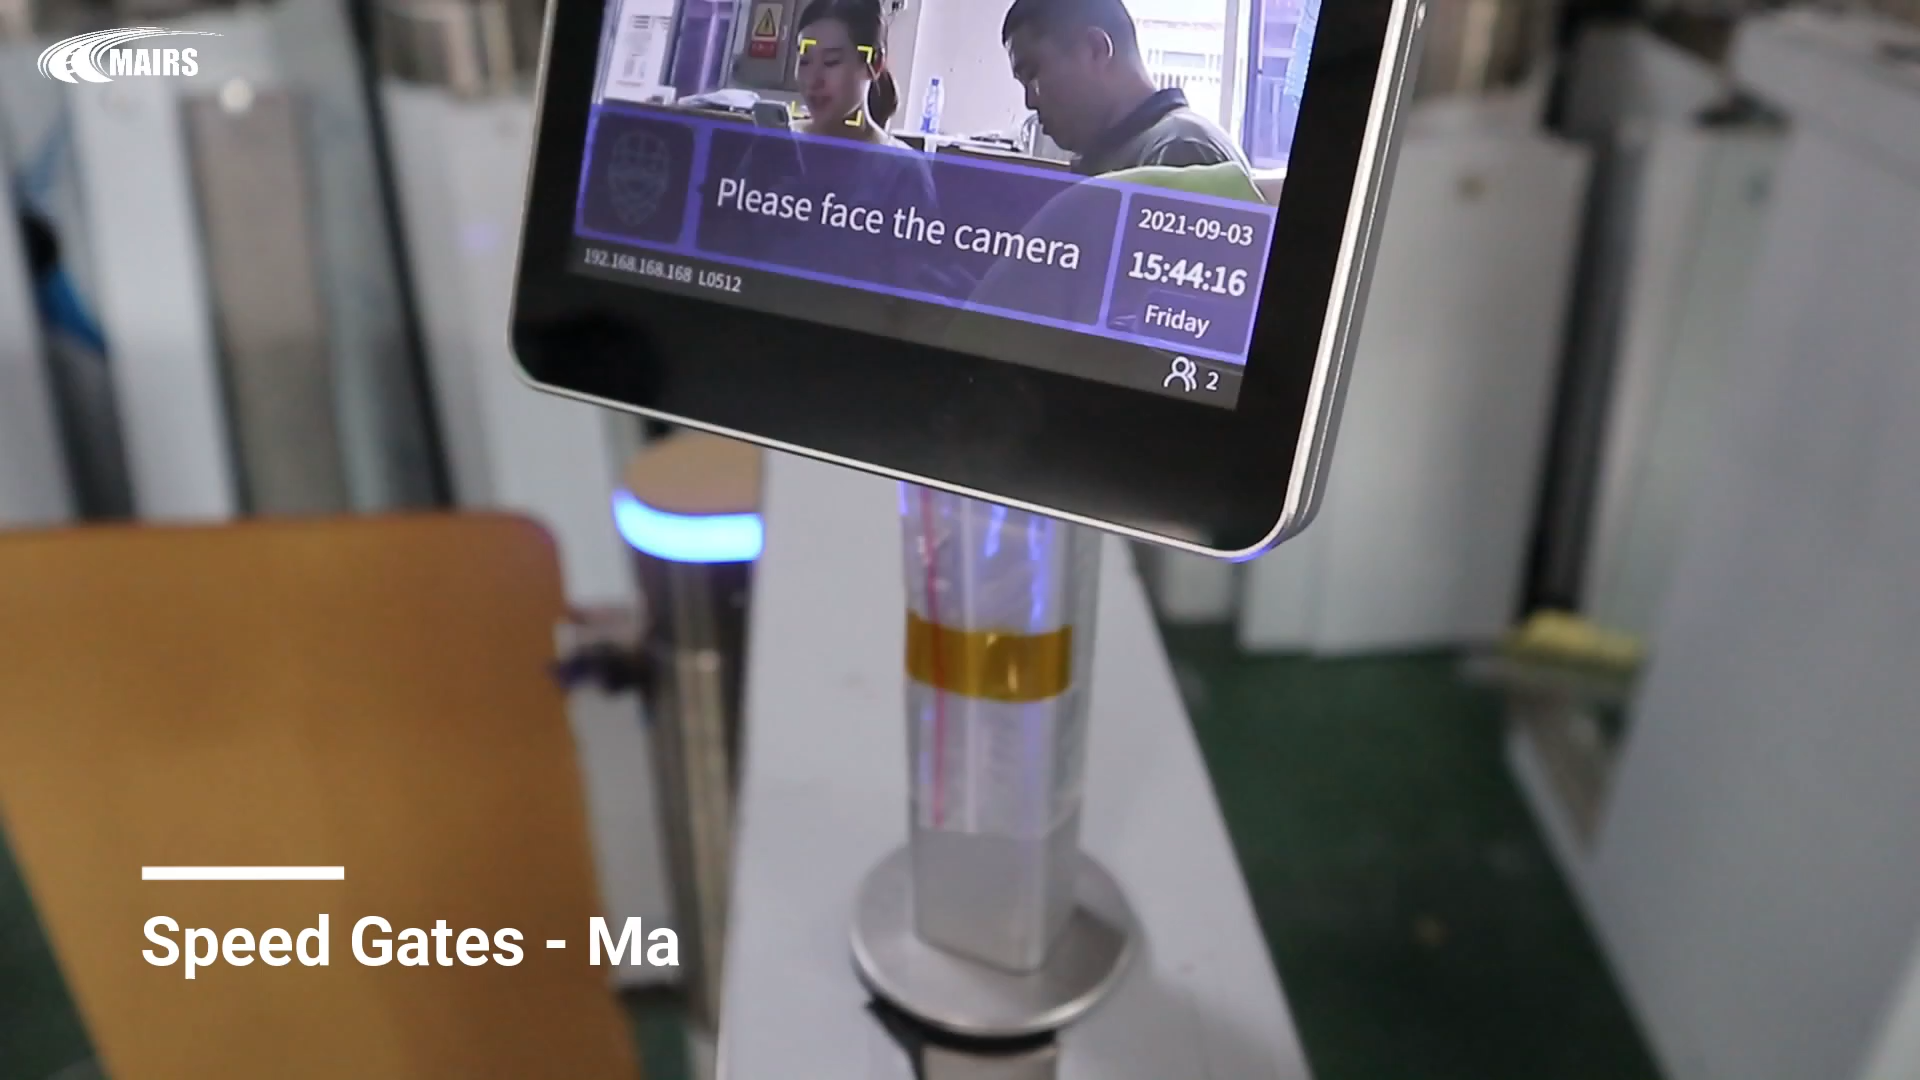 MAIRS
Please face the camera
2021-09-03
15:44:16
Friday
192.168.168.168 L0512
2
Speed Gates - Ma